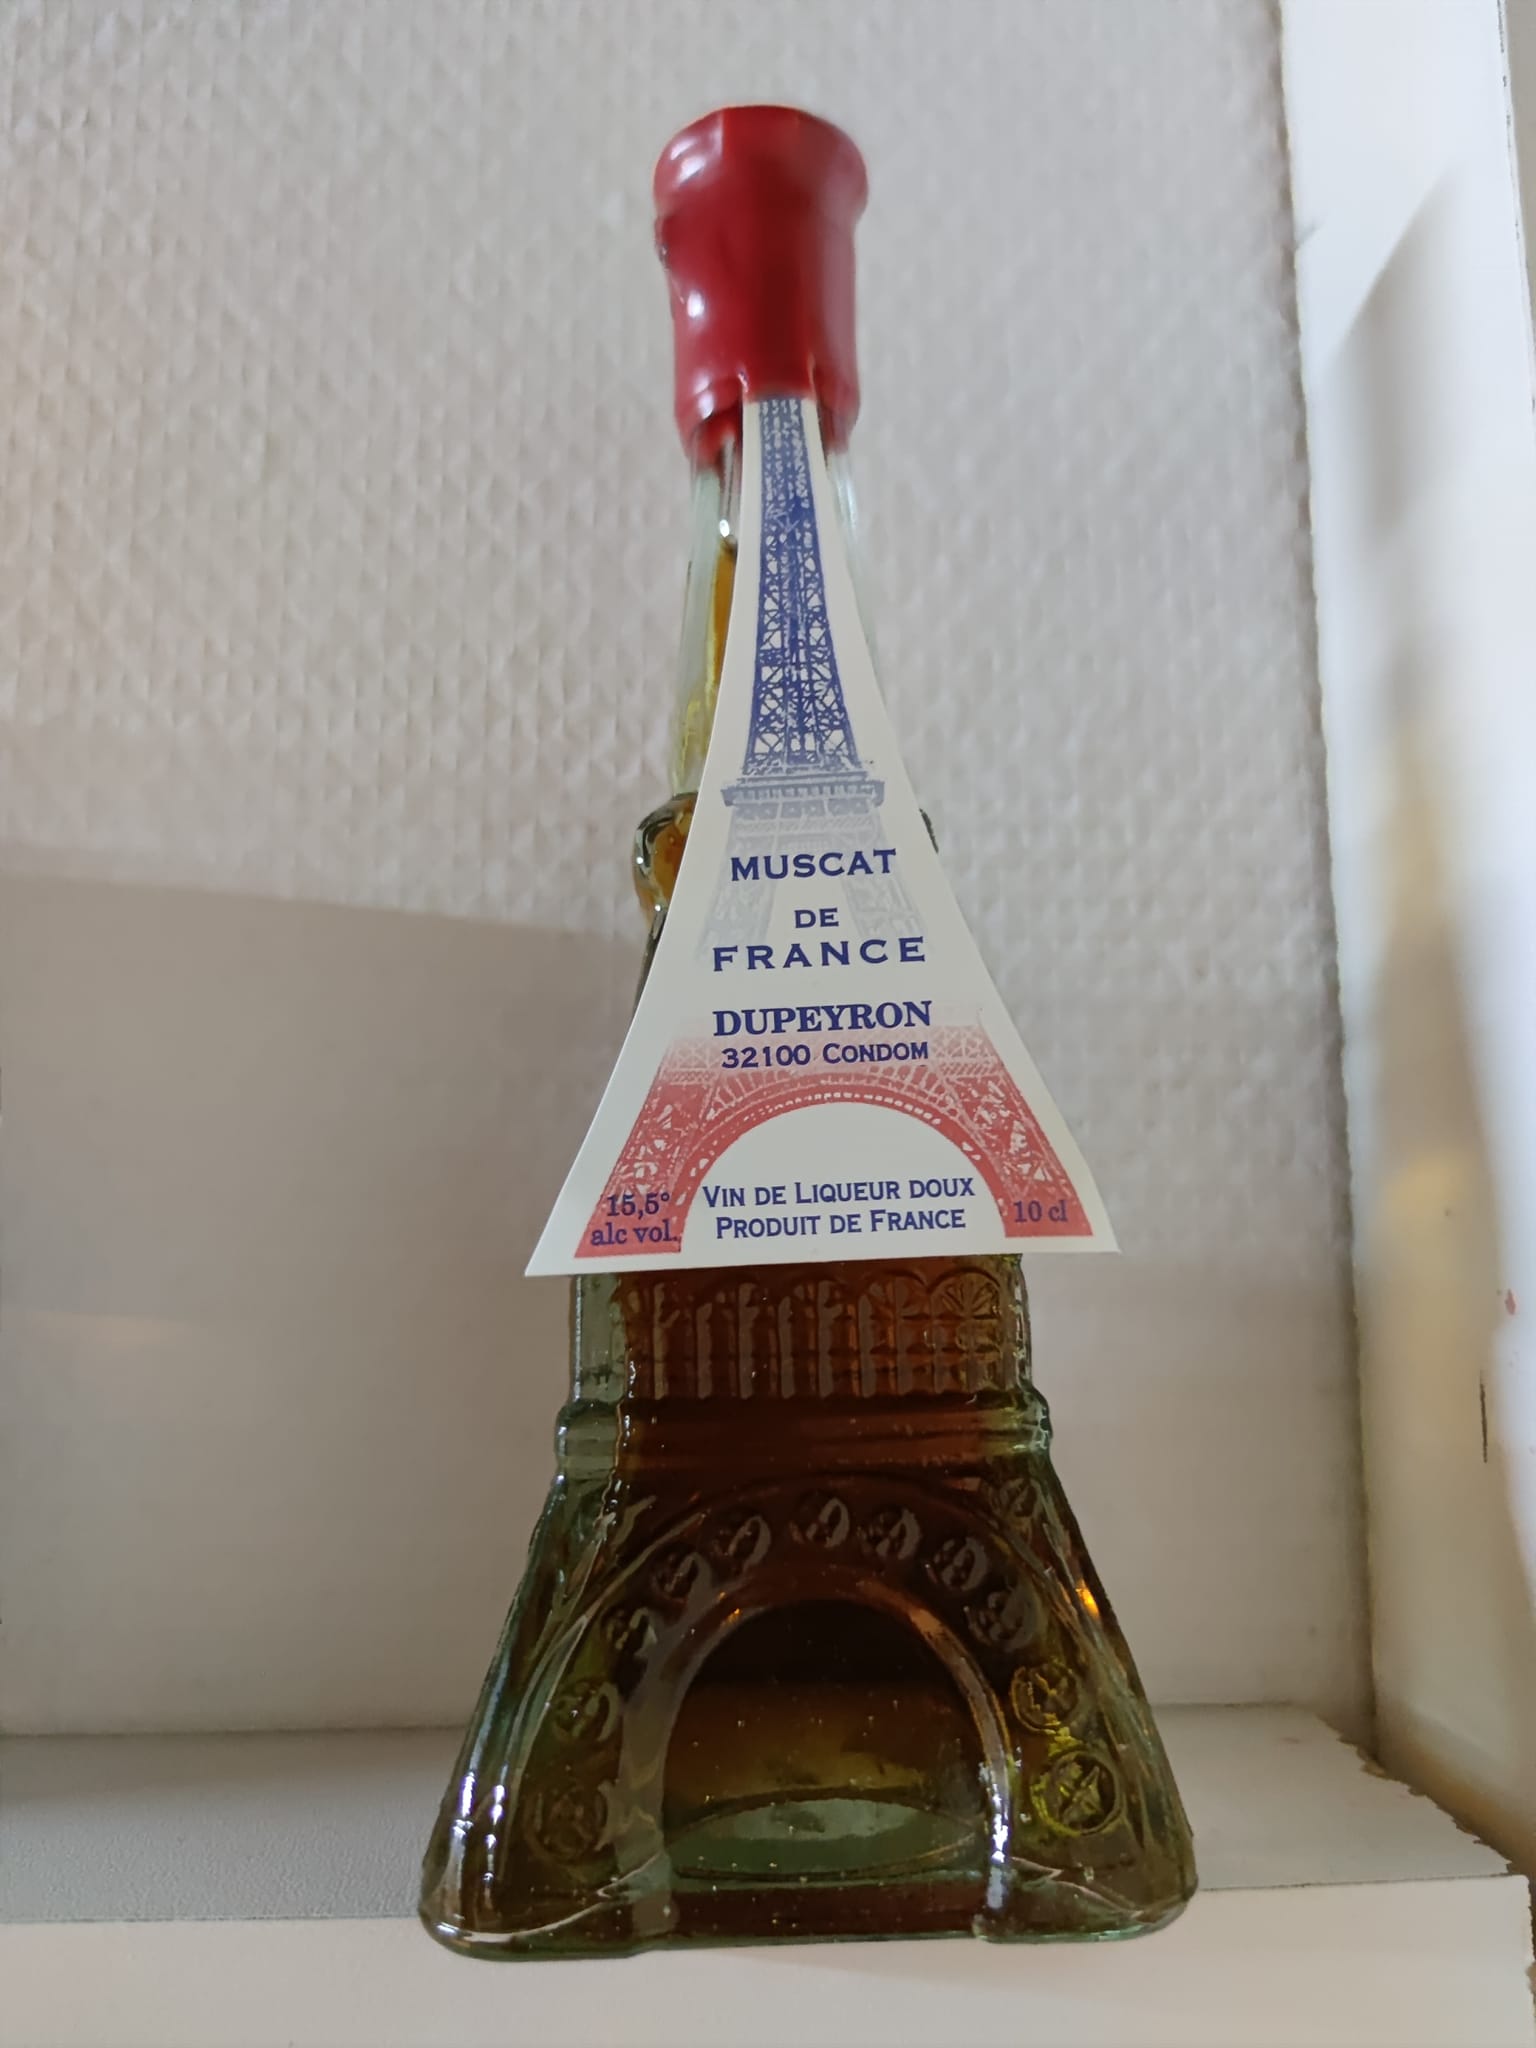 MUSCAT
DE
FRANCE
DUPEYRON
32100 CONDOM
15,5°
alc vol.
VIN DE LIQUEUR DOUX
PRODUIT DE FRANCE
10 cl